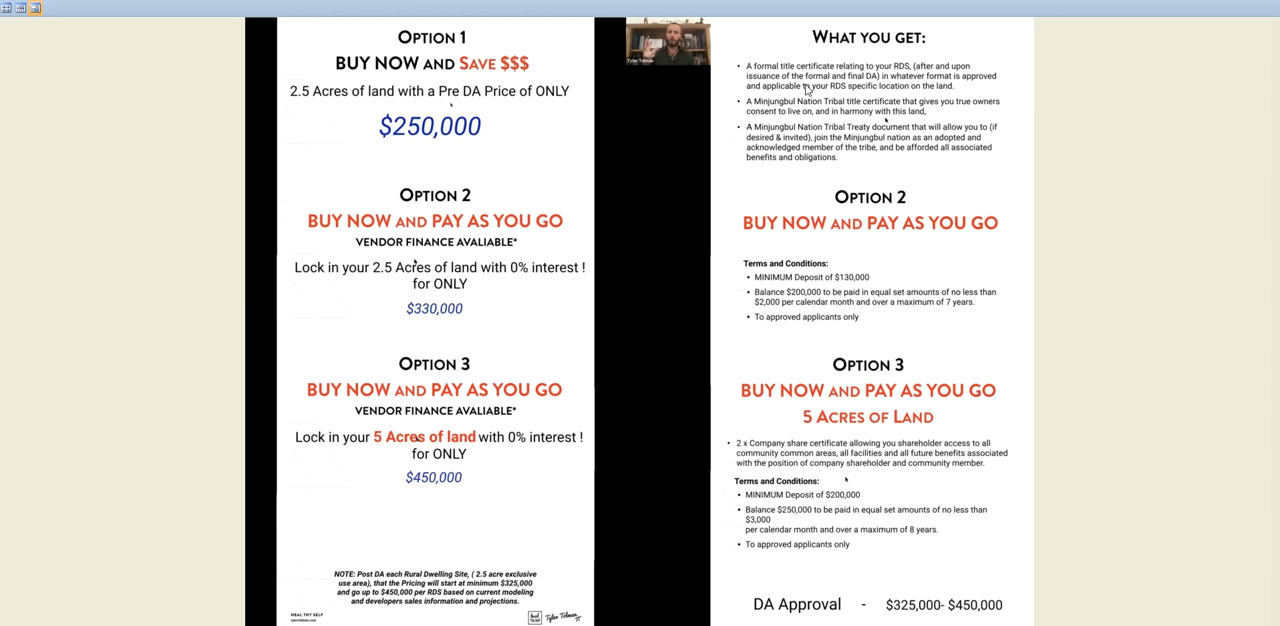 OPTION 1
BUY NOW AND SAVE $$$
2.5 Acres of land with a Pre DA Price of ONLY
$250,000
OPTION 2
BUY NOW AND PAY AS YOU GO
VENDOR FINANCE AVALIABLE*
Lock in your 2.5 Acres of land with 0% interest !
for ONLY
$330,000
OPTION 3
BUY NOW AND PAY AS YOU GO
VENDOR FINANCE AVALIABLE*
Lock in your 5 Acres of land with 0% interest !
for ONLY
$450,000
NOTE: Post DA each Rural Dwelling Site, ( 2.5 acre exclusive
use area), that the Pricing will start at minimum $325,000
and go up to $450,000 per RDS based on current modeling
and developers sales information and projections.
HEAL THY SELF
tylertolman.com
Heal Thy Self
Tyler Tolman
Tyler Tolman
WHAT YOU GET:
• A formal title certificate relating to your RDS, (after and upon
issuance of the formal and final DA) in whatever format is approved
and applicable to your RDS specific location on the land.
• A Minjungbul Nation Tribal title certificate that gives you true owners
consent to live on, and in harmony with this land,
• A Minjungbul Nation Tribal Treaty document that will allow you to (if
desired & invited), join the Minjungbul nation as an adopted and
acknowledged member of the tribe, and be afforded all associated
benefits and obligations.
OPTION 2
BUY NOW AND PAY AS YOU GO
Terms and Conditions:
• MINIMUM Deposit of $130,000
• Balance $200,000 to be paid in equal set amounts of no less than
$2,000 per calendar month and over a maximum of 7 years.
• To approved applicants only
OPTION 3
BUY NOW AND PAY AS YOU GO
5 ACRES OF LAND
• 2 x Company share certificate allowing you shareholder access to all
community common areas, all facilities and all future benefits associated
with the position of company shareholder and community member.
Terms and Conditions:
• MINIMUM Deposit of $200,000
• Balance $250,000 to be paid in equal set amounts of no less than
$3,000
per calendar month and over a maximum of 8 years.
• To approved applicants only
DA Approval - $325,000- $450,000